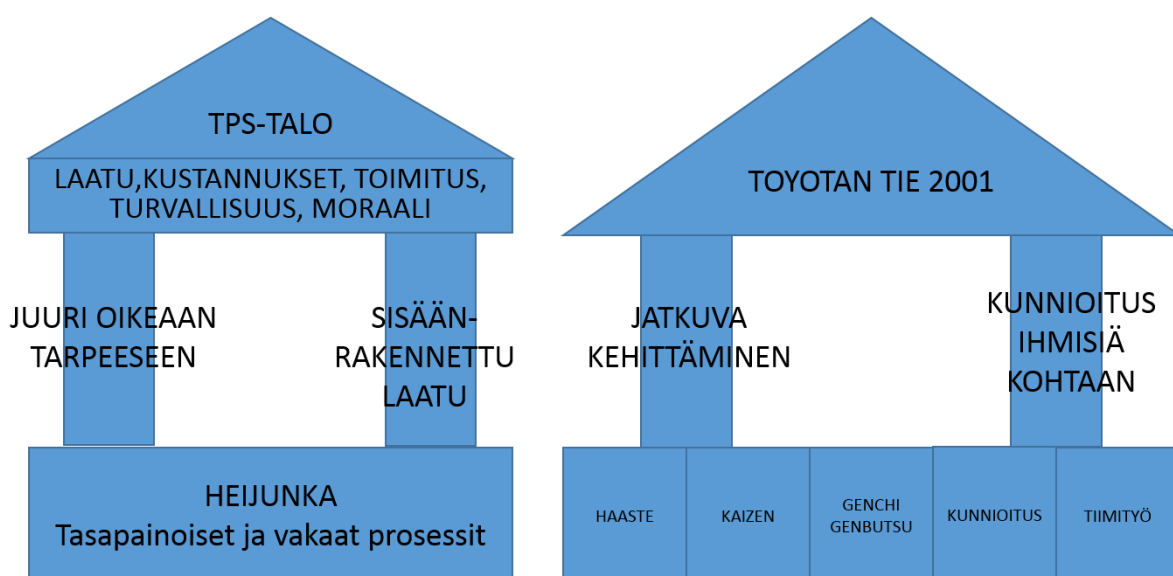 TPS-TALO
LAATU,KUSTANNUKSET, TOIMITUS,
TURVALLISUUS, MORAALI
JUURI OIKEAAN
TARPEESEEN
SISÄÄN-
RAKENNETTU
LAATU
HEIJUNKA
Tasapainoiset ja vakaat prosessit
TOYOTAN TIE 2001
JATKUVA
KEHITTÄMINEN
KUNNIOITUS
IHMISIÄ
KOHTAAN
HAASTE
KAIZEN
GENCHI
GENBUTSU
KUNNIOITUS
TIIMITYÖ